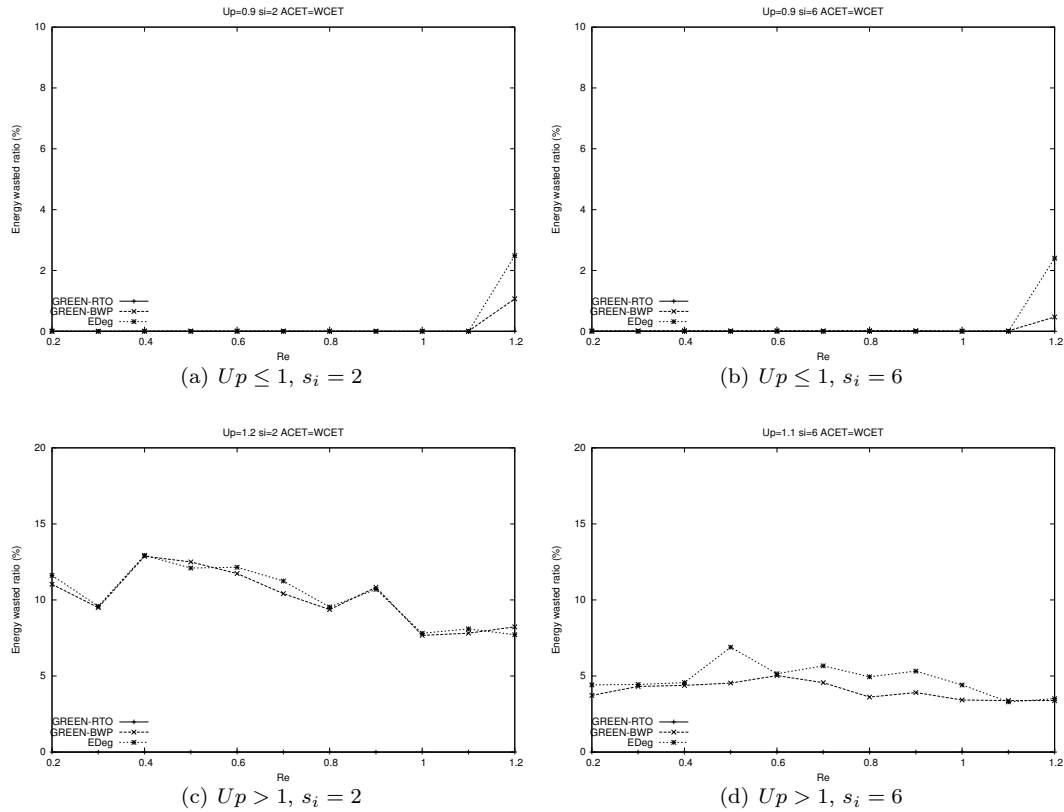 Up=0.9 si=2 ACET=WCET
10
8
6
4
2
0
Energy wasted ratio (%)
GREEN-RTO
GREEN-BWP
EDeg
0.2 0.4 0.6 0.8 1 1.2
Re
(a) Up ≤ 1, s_i = 2
Up=0.9 si=6 ACET=WCET
10
8
6
4
2
0
Energy wasted ratio (%)
GREEN-RTO
GREEN-BWP
EDeg
0.2 0.4 0.6 0.8 1 1.2
Re
(b) Up ≤ 1, s_i = 6
Up=1.2 si=2 ACET=WCET
20
15
10
5
0
Energy wasted ratio (%)
GREEN-RTO
GREEN-BWP
EDeg
0.2 0.4 0.6 0.8 1 1.2
Re
(c) Up > 1, s_i = 2
Up=1.1 si=6 ACET=WCET
20
15
10
5
0
Energy wasted ratio (%)
GREEN-RTO
GREEN-BWP
EDeg
0.2 0.4 0.6 0.8 1 1.2
Re
(d) Up > 1, s_i = 6